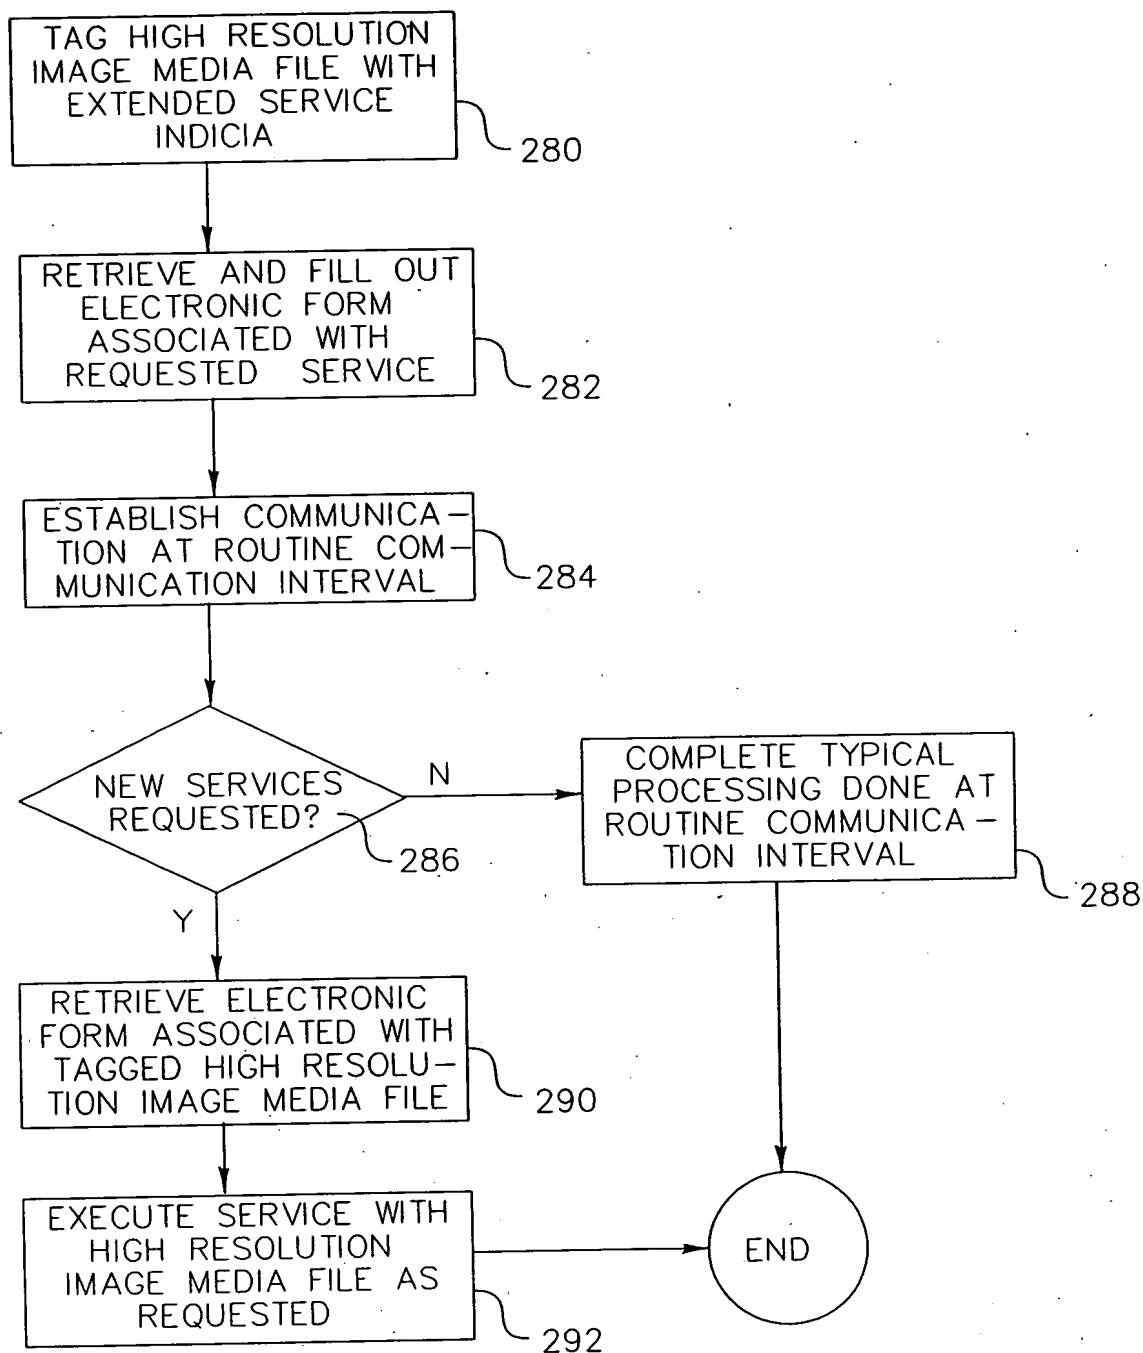 TAG HIGH RESOLUTION
IMAGE MEDIA FILE WITH
EXTENDED SERVICE
INDICIA
280
RETRIEVE AND FILL OUT
ELECTRONIC FORM
ASSOCIATED WITH
REQUESTED SERVICE
282
ESTABLISH COMMUNICA-
TION AT ROUTINE COM-
MUNICATION INTERVAL
284
NEW SERVICES
REQUESTED?
286
N
COMPLETE TYPICAL
PROCESSING DONE AT
ROUTINE COMMUNICA-
TION INTERVAL
288
Y
RETRIEVE ELECTRONIC
FORM ASSOCIATED WITH
TAGGED HIGH RESOLU-
TION IMAGE MEDIA FILE
290
EXECUTE SERVICE WITH
HIGH RESOLUTION
IMAGE MEDIA FILE AS
REQUESTED
292
END